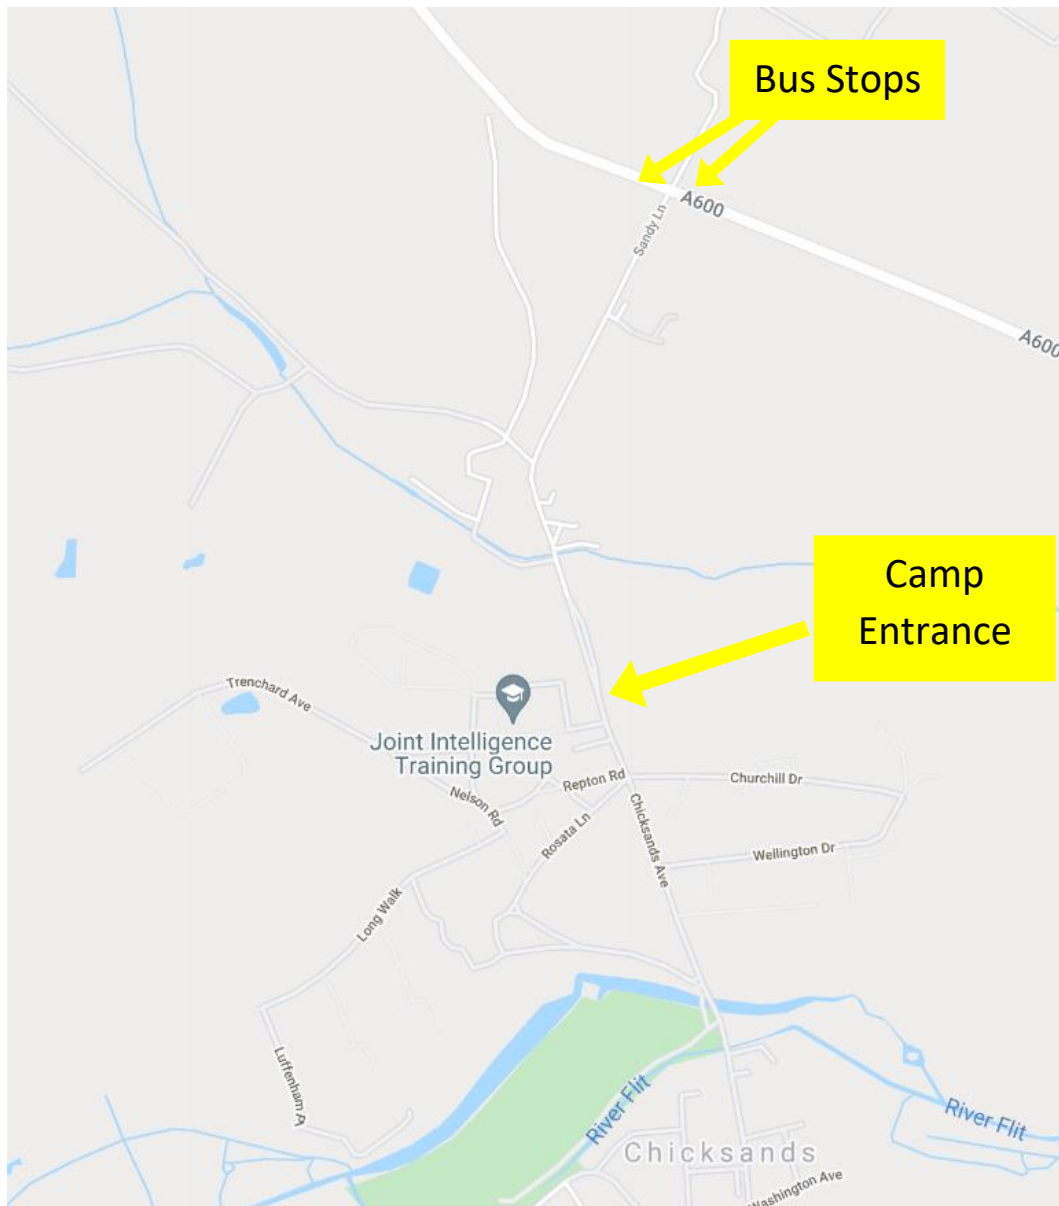 Bus Stops
A600
Sandy Ln
A600
Camp
Entrance
Trenchard Ave
Joint Intelligence
Training Group
Repton Rd
Churchill Dr
Nelson Rd
Rosata Ln
Chicksands Ave
Wellington Dr
Long Walk
Luffenham
River Flit
River Flit
Chicksands
Washington Ave